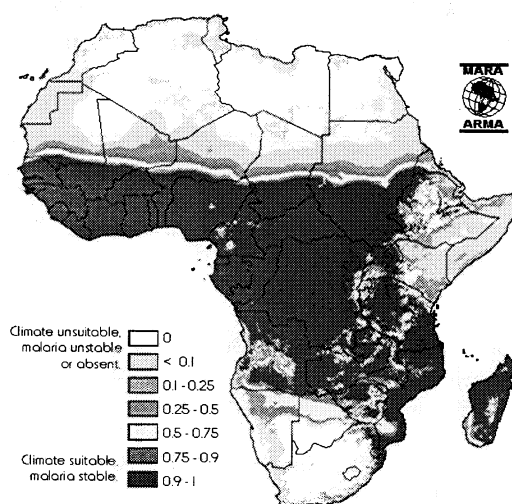 MARA
ARMA
Climate unsuitable,
malaria unstable
or absent.
0
< 0.1
0.1 - 0.25
0.25 - 0.5
0.5 - 0.75
0.75 - 0.9
Climate suitable,
malaria stable.
0.9 - 1